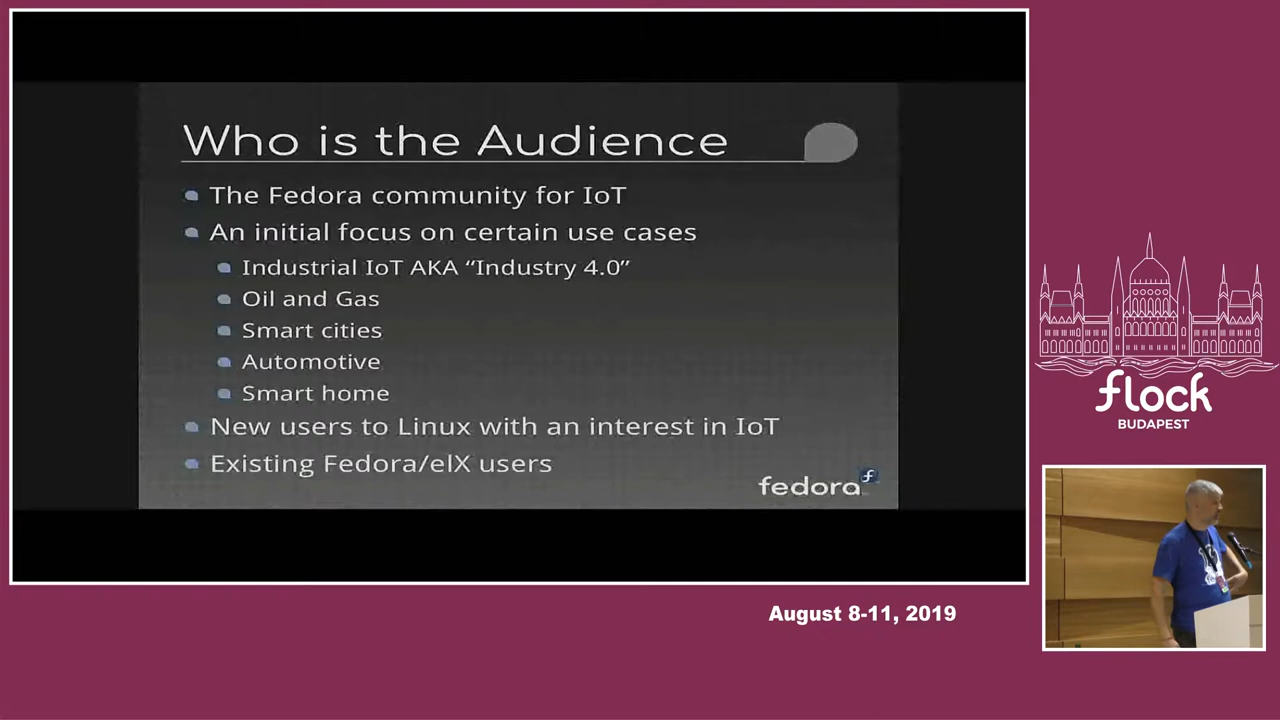 Who is the Audience
The Fedora community for IoT
An initial focus on certain use cases
Industrial IoT AKA “Industry 4.0”
Oil and Gas
Smart cities
Automotive
Smart home
New users to Linux with an interest in IoT
Existing Fedora/elX users
fedora
flock
BUDAPEST
August 8-11, 2019